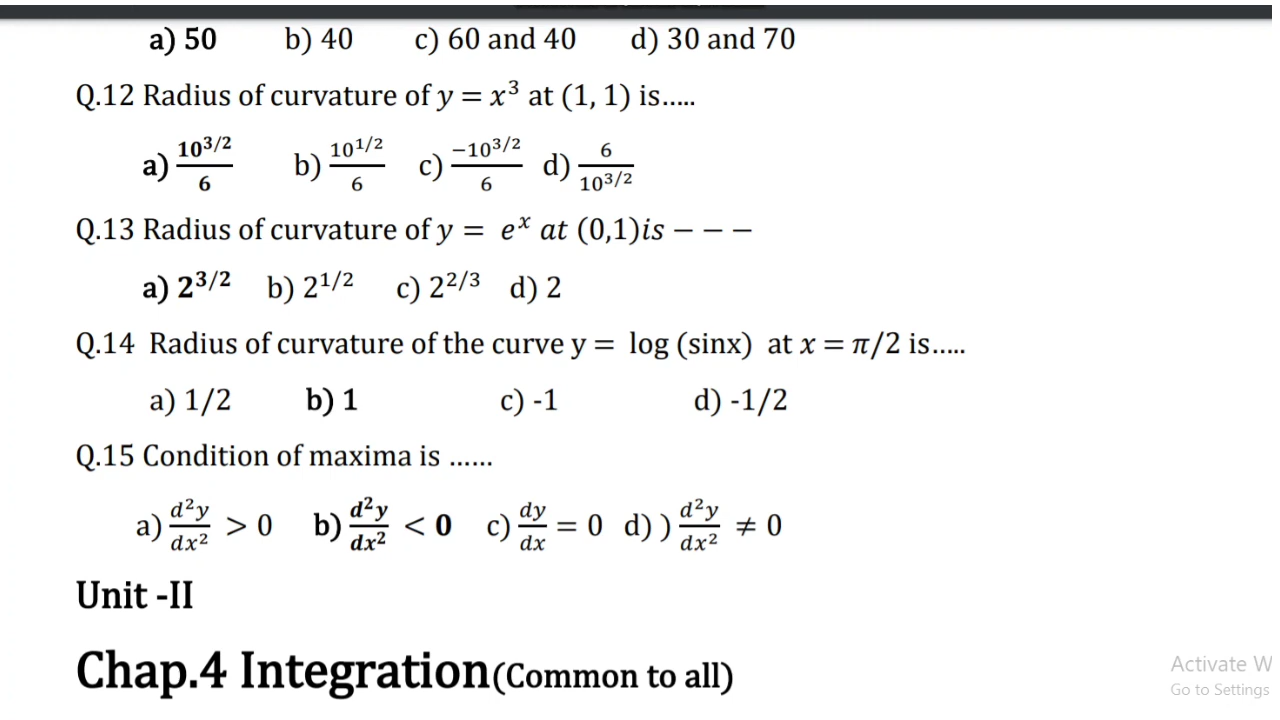 a) 50 b) 40 c) 60 and 40 d) 30 and 70
Q.12 Radius of curvature of y = x³ at (1, 1) is.....
a) 10^{3/2}/6 b) 10^{1/2}/6 c) −10^{3/2}/6 d) 6/10^{3/2}
Q.13 Radius of curvature of y = eˣ at (0,1)is − − −
a) 2^{3/2} b) 2^{1/2} c) 2^{2/3} d) 2
Q.14 Radius of curvature of the curve y = log (sinx) at x = π/2 is.....
a) 1/2 b) 1 c) -1 d) -1/2
Q.15 Condition of maxima is ......
a) d²y/dx² > 0 b) d²y/dx² < 0 c) dy/dx = 0 d) ) d²y/dx² ≠ 0
Unit -II
Chap.4 Integration(Common to all)
Activate W
Go to Settings